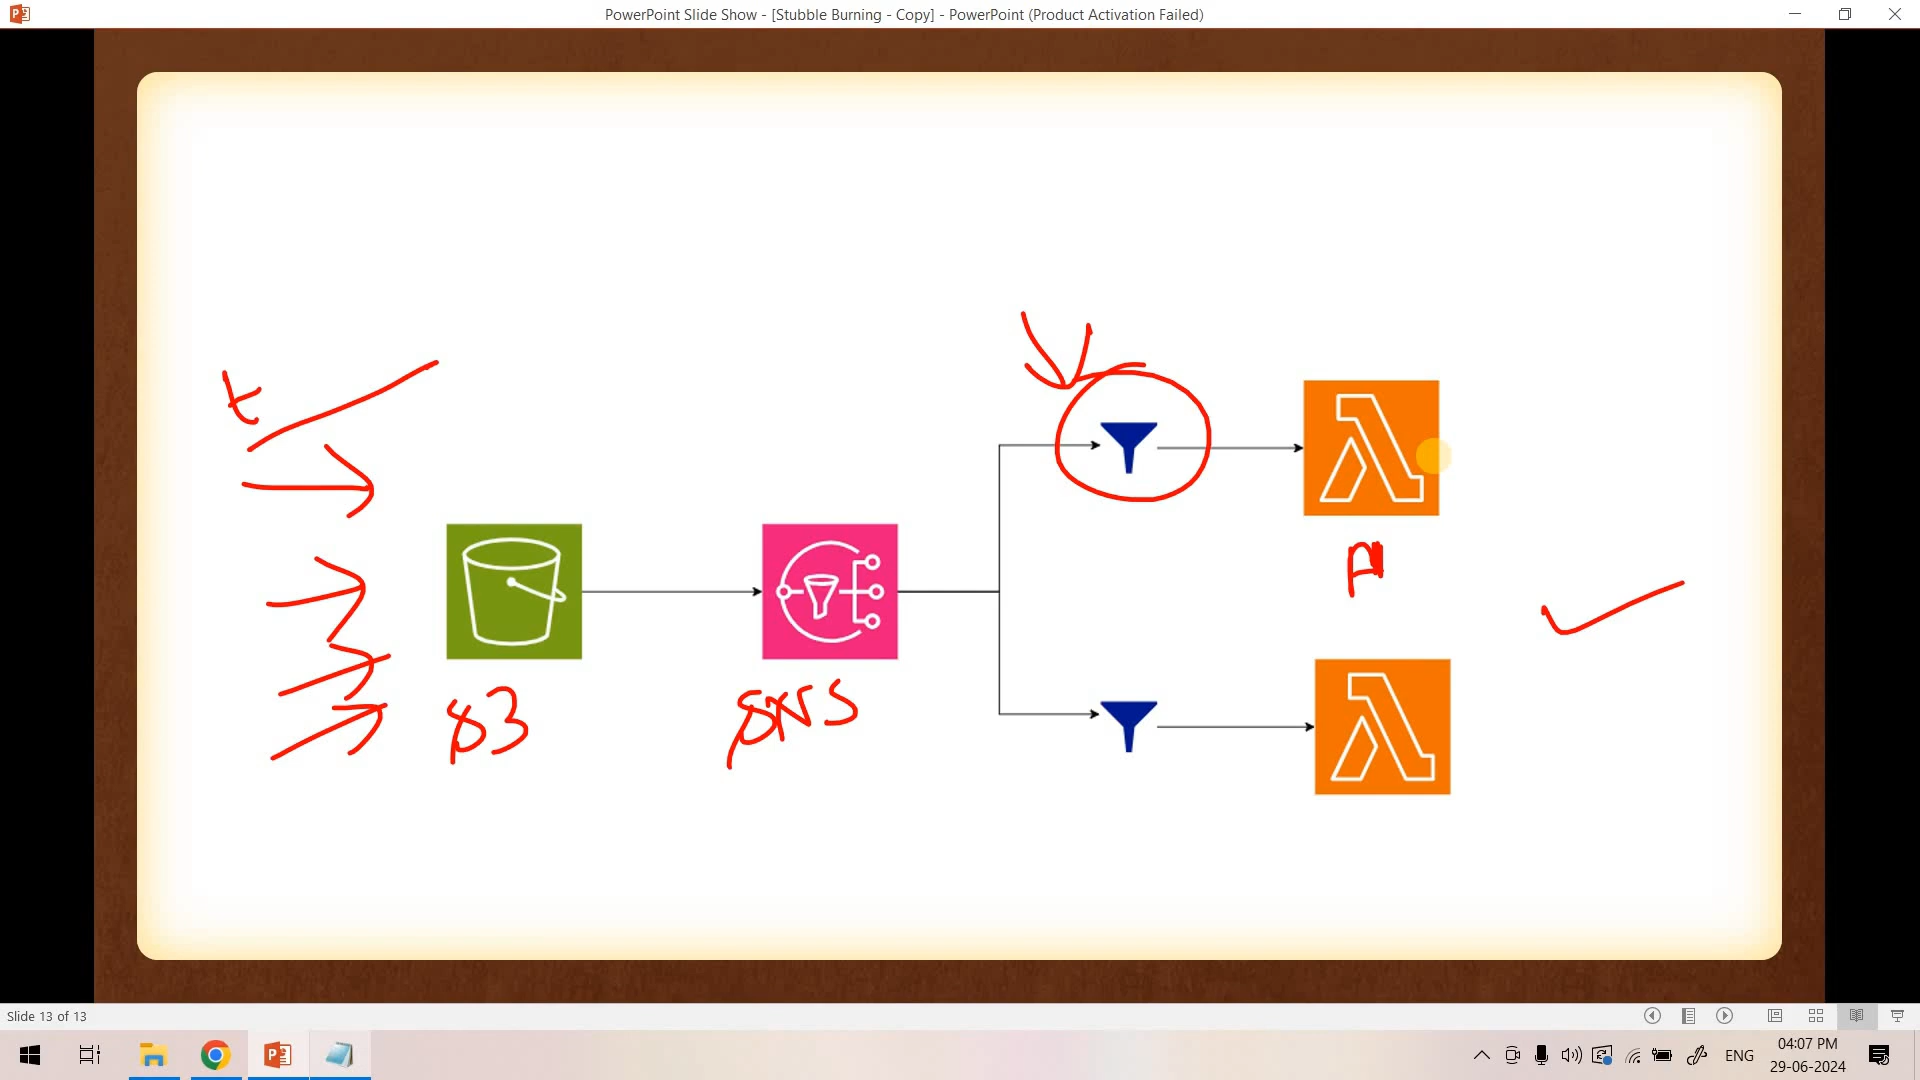 PowerPoint Slide Show - [Stubble Burning - Copy] - PowerPoint (Product Activation Failed)
t
S3
SNS
A
Slide 13 of 13
ENG
04:07 PM
29-06-2024